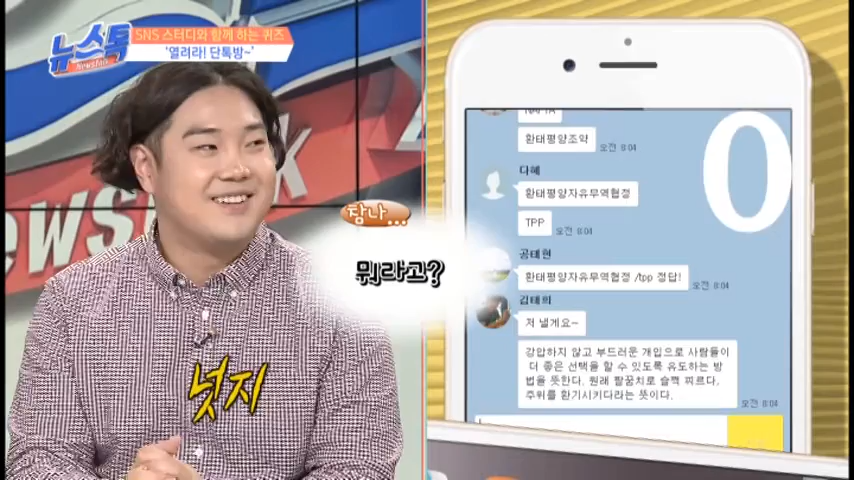 뉴스톡
Newstalk
SNS 스터디와 함께 하는 퀴즈
'열려라! 단톡방~'
ewstalk
NAFTA
환태평양조약
오전 8:04
다혜
환태평양자유무역협정
TPP
오전 8:04
공태현
환태평양자유무역협정 /tpp 정답!
오전 8:04
김태희
저 낼게요~
강압하지 않고 부드러운 개입으로 사람들이
더 좋은 선택을 할 수 있도록 유도하는 방
법을 뜻한다. 원래 팔꿈치로 슬쩍 찌르다.
주위를 환기시키다라는 뜻이다.
오전 8:04
0
참나...
뭐라고?
넛지